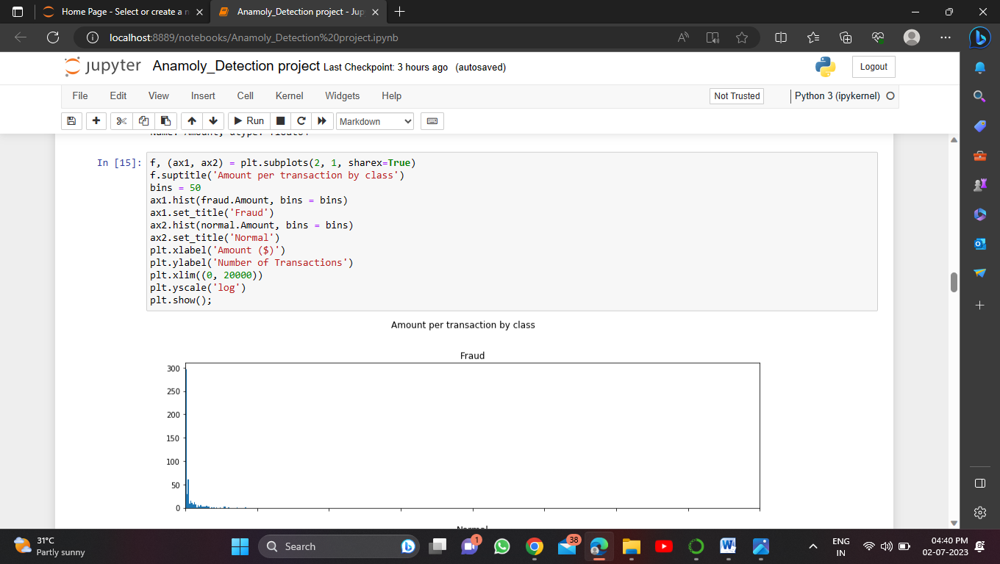 Home Page - Select or create a n
Anamoly_Detection project - Jup
localhost:8889/notebooks/Anamoly_Detection%20project.ipynb
jupyter Anamoly_Detection project Last Checkpoint: 3 hours ago (autosaved)
Logout
File Edit View Insert Cell Kernel Widgets Help
Not Trusted
Python 3 (ipykernel)
Run
Markdown
In [15]:
f, (ax1, ax2) = plt.subplots(2, 1, sharex=True)
f.suptitle('Amount per transaction by class')
bins = 50
ax1.hist(fraud.Amount, bins = bins)
ax1.set_title('Fraud')
ax2.hist(normal.Amount, bins = bins)
ax2.set_title('Normal')
plt.xlabel('Amount ($)')
plt.ylabel('Number of Transactions')
plt.xlim((0, 20000))
plt.yscale('log')
plt.show();
Amount per transaction by class
Fraud
300
250
200
150
100
50
0
31°C
Partly sunny
Search
1
38
ENG
IN
04:40 PM
02-07-2023